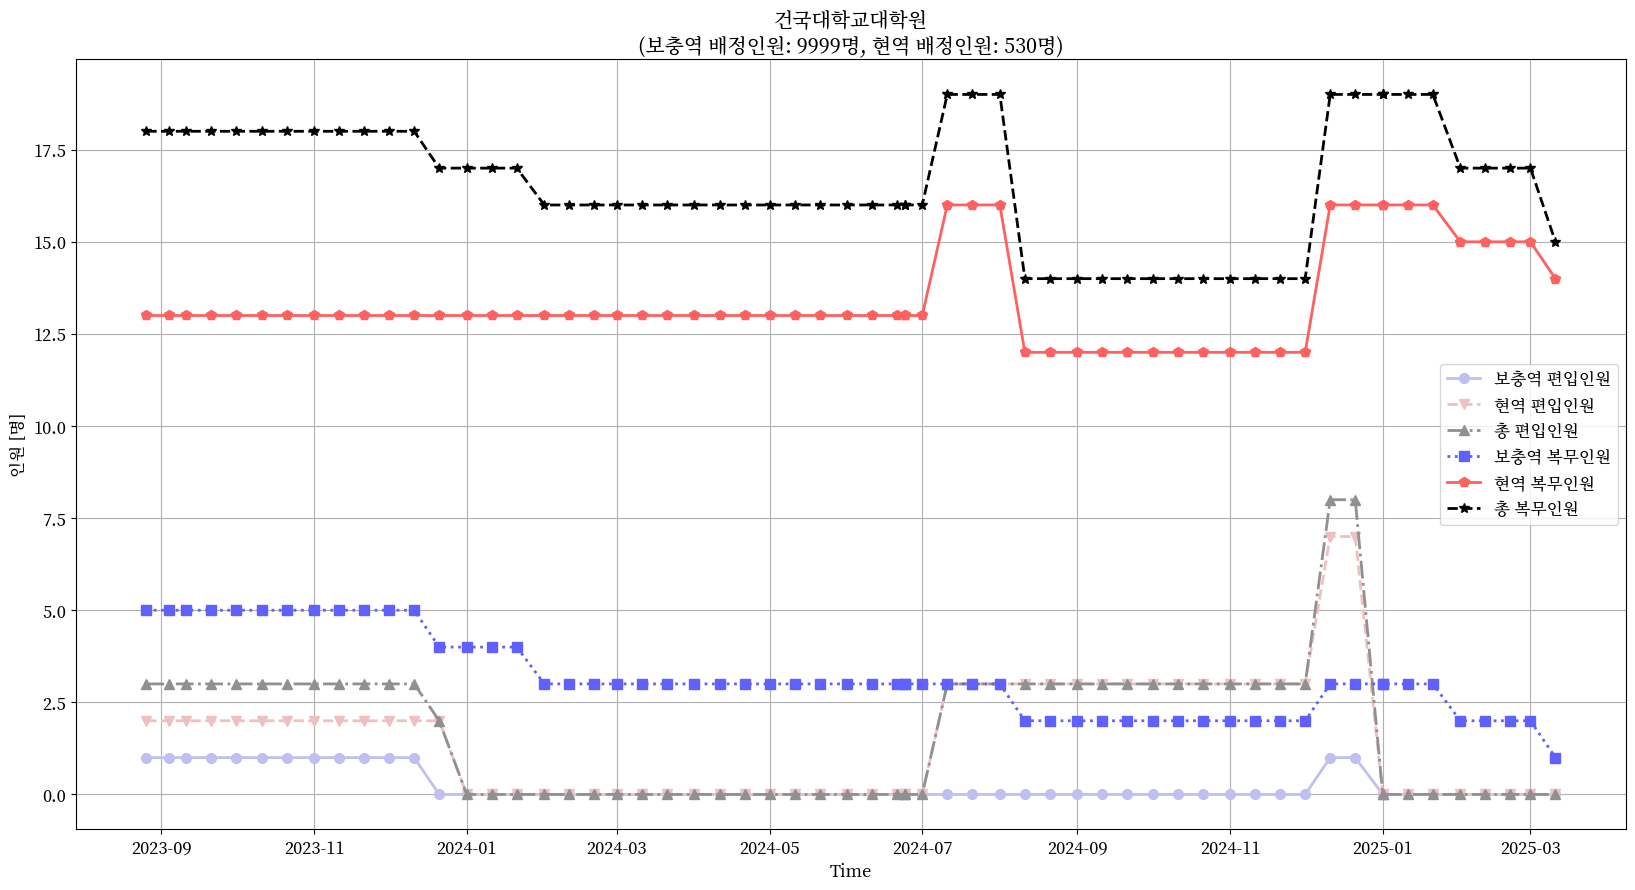 건국대학교대학원
(보충역 배정인원: 9999명, 현역 배정인원: 530명)
인원 [명]
17.5
15.0
12.5
10.0
7.5
5.0
2.5
0.0
보충역 편입인원
현역 편입인원
총 편입인원
보충역 복무인원
현역 복무인원
총 복무인원
2023-09 2023-11 2024-01 2024-03 2024-05 2024-07 2024-09 2024-11 2025-01 2025-03
Time